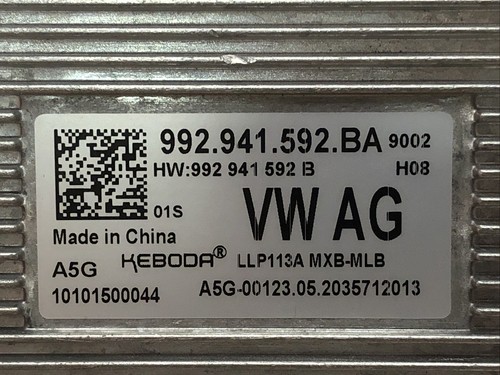 992.941.592.BA 9002
HW:992 941 592 B H08
01S VW AG
Made in China
A5G KEBODA® LLP113A MXB-MLB
10101500044 A5G-00123.05.2035712013